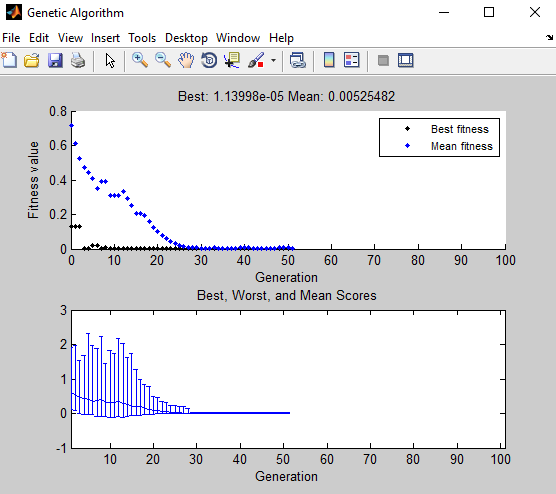 Genetic Algorithm
File Edit View Insert Tools Desktop Window Help
Best: 1.13998e-05 Mean: 0.00525482
0.8
0.6
0.4
0.2
0
Fitness value
Best fitness
Mean fitness
0 10 20 30 40 50 60 70 80 90 100
Generation
Best, Worst, and Mean Scores
3
2
1
0
-1
10 20 30 40 50 60 70 80 90 100
Generation